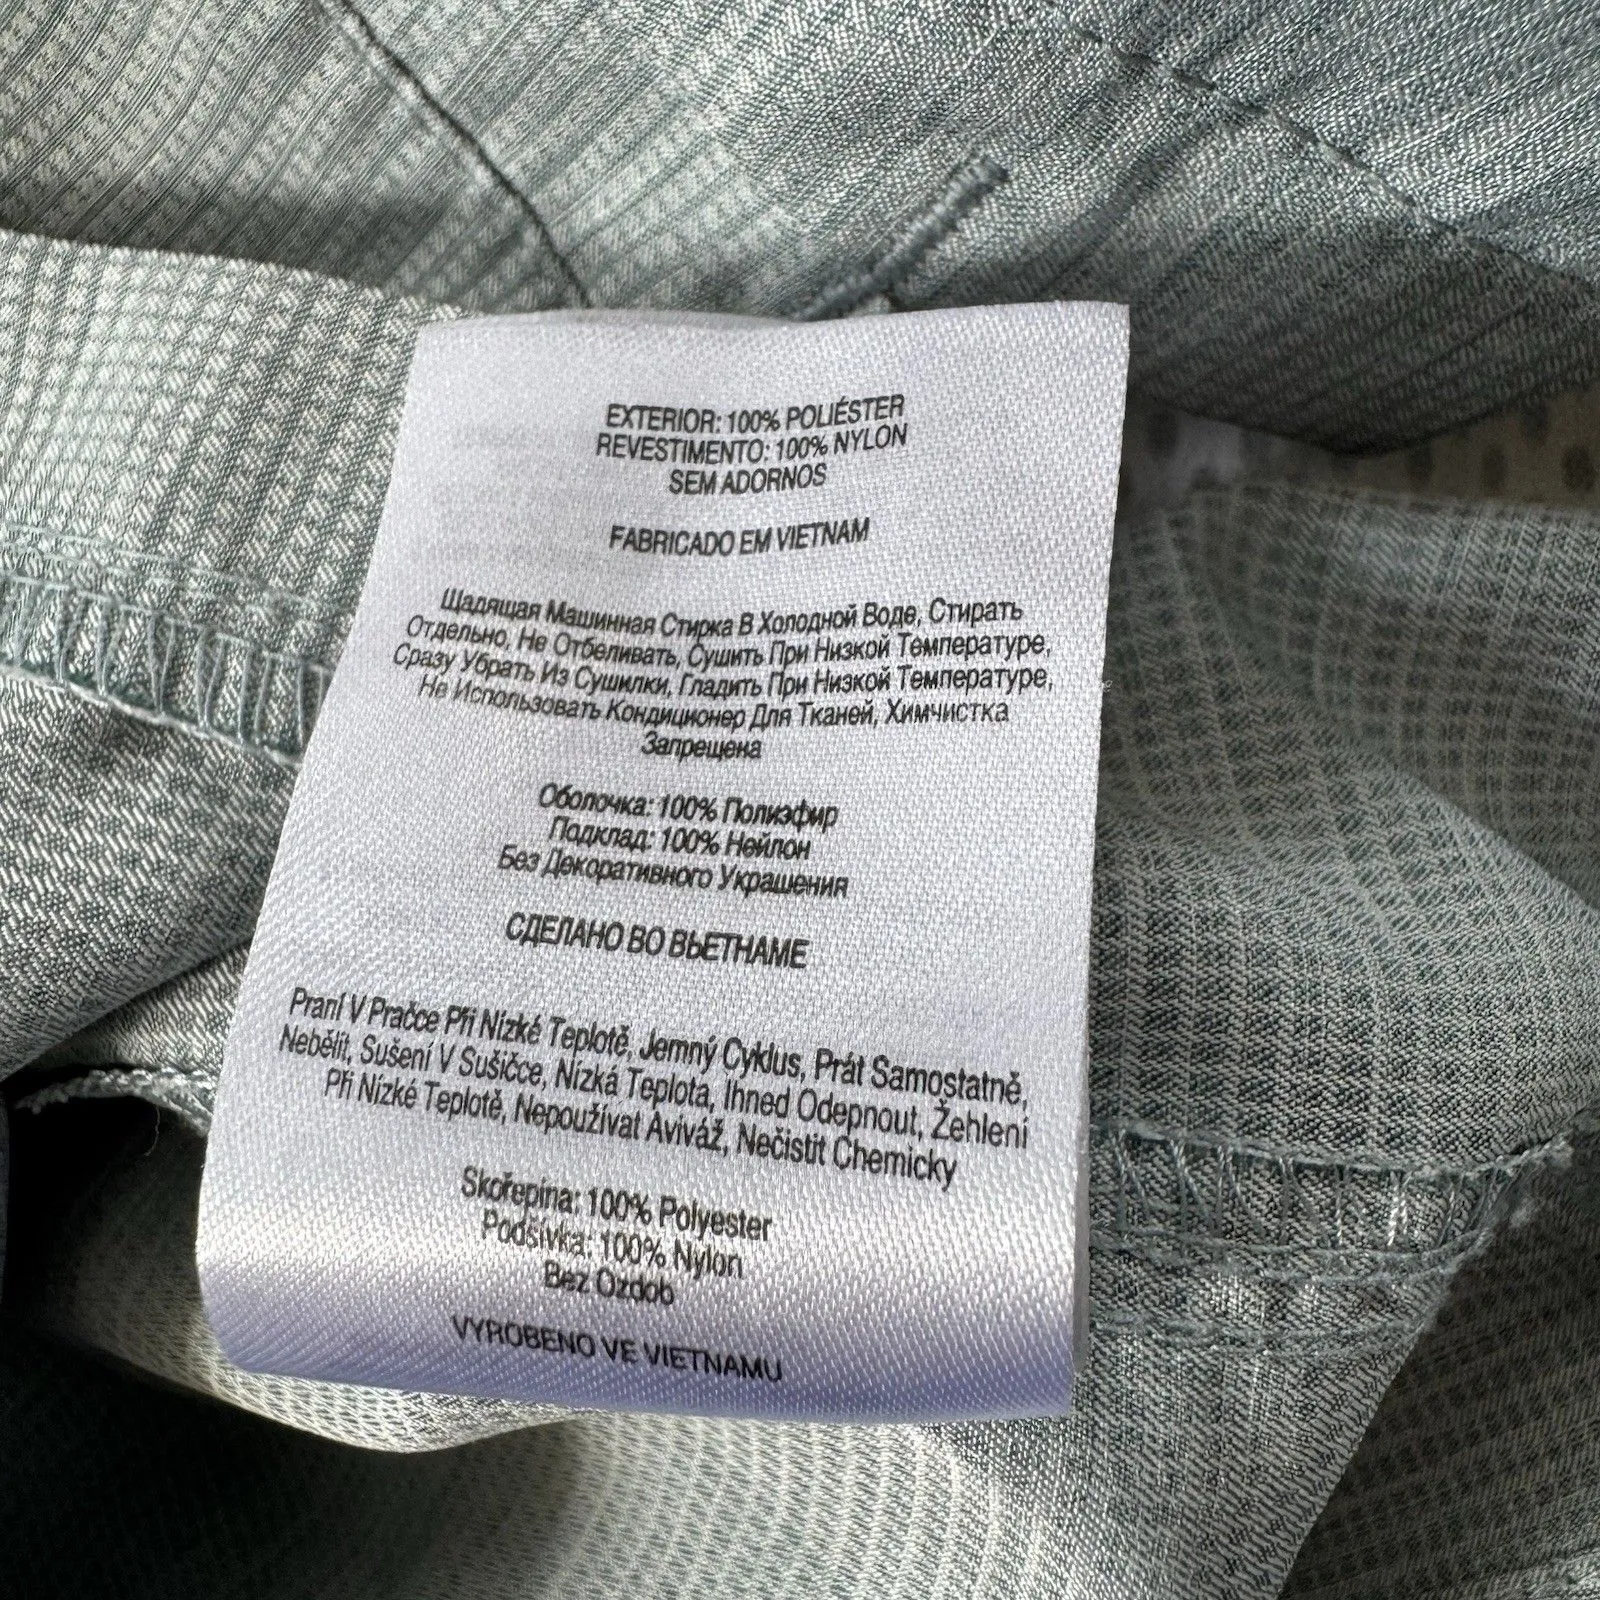 EXTERIOR: 100% POLIÉSTER
REVESTIMENTO: 100% NYLON
SEM ADORNOS
FABRICADO EM VIETNAM
Щадящая Машинная Стирка В Холодной Воде, Стирать
Отдельно, Не Отбеливать, Сушить При Низкой Температуре,
Сразу Убрать Из Сушилки, Гладить При Низкой Температуре,
Не Использовать Кондиционер Для Тканей, Химчистка
Запрещена
Оболочка: 100% Полиэфир
Подклад: 100% Нейлон
Без Декоративного Украшения
СДЕЛАНО ВО ВЬЕТНАМЕ
Praní V Pračce Při Nízké Teplotě, Jemný Cyklus, Prát Samostatně,
Nebělit, Sušení V Sušičce, Nízká Teplota, Ihned Odepnout, Žehlení
Při Nízké Teplotě, Nepoužívat Aviváž, Nečistit Chemicky
Skořepina: 100% Polyester
Podšívka: 100% Nylon
Bez Ozdob
VYROBENO VE VIETNAMU